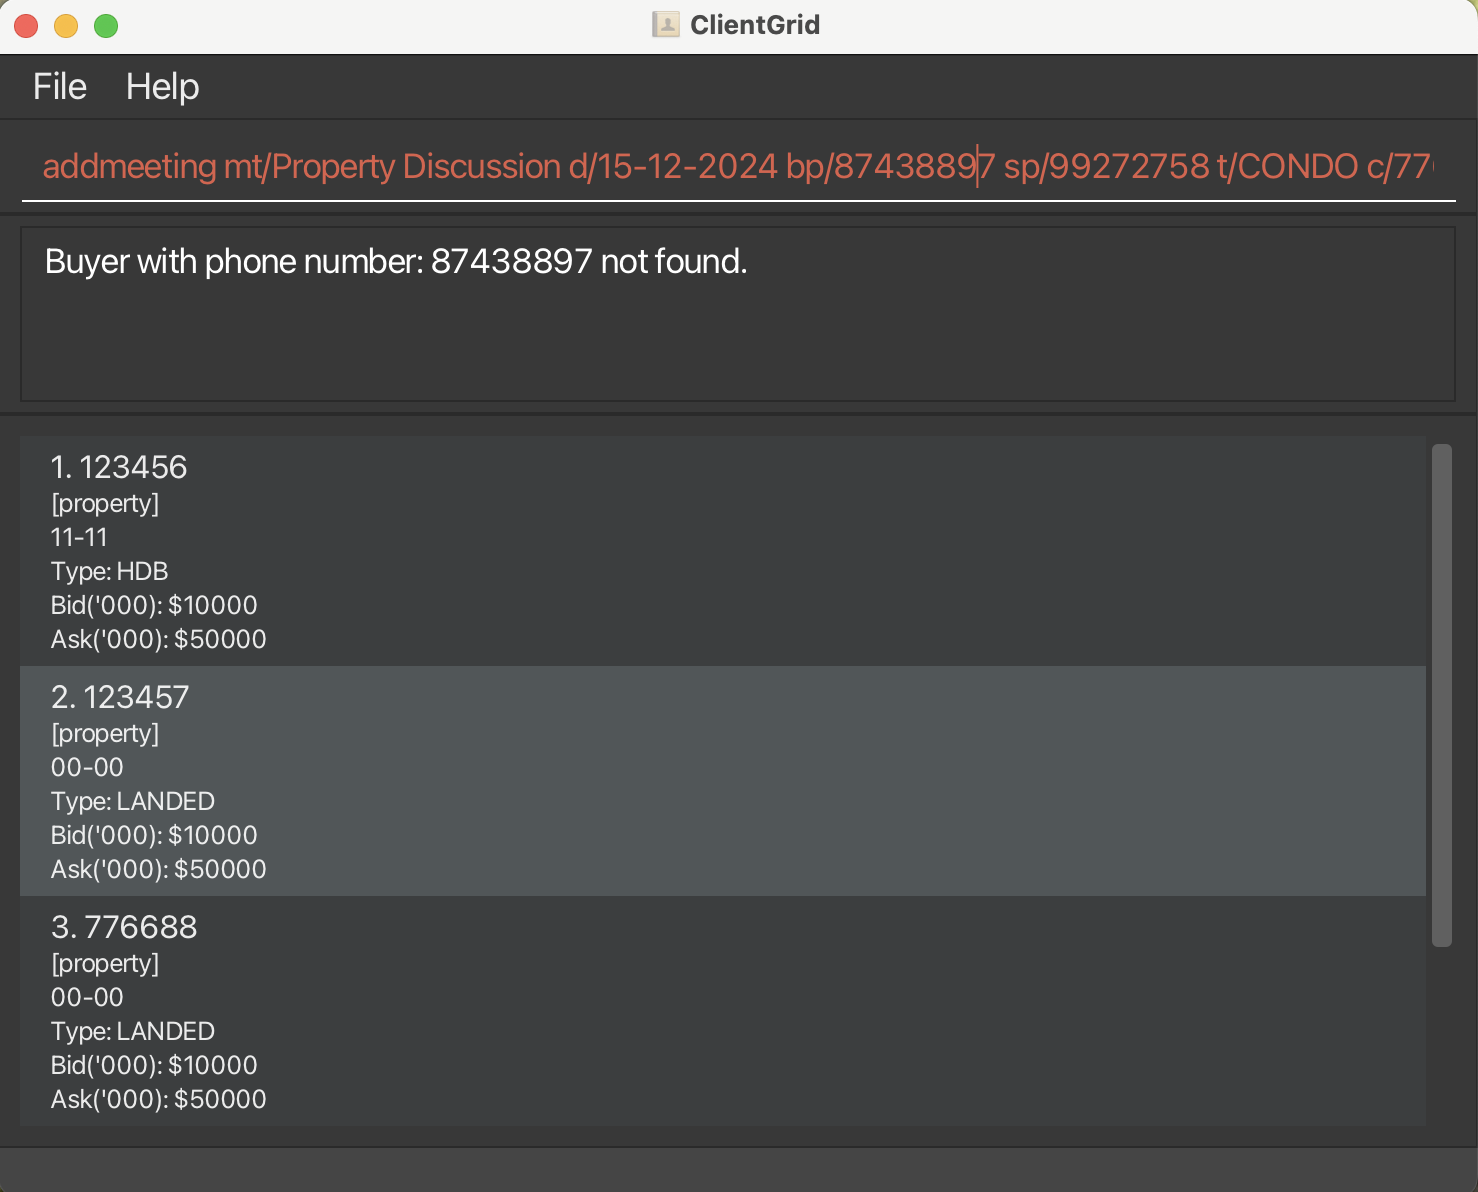 ClientGrid
File Help
addmeeting mt/Property Discussion d/15-12-2024 bp/87438897 sp/99272758 t/CONDO c/77
Buyer with phone number: 87438897 not found.
1. 123456
[property]
11-11
Type: HDB
Bid('000): $10000
Ask('000): $50000
2. 123457
[property]
00-00
Type: LANDED
Bid('000): $10000
Ask('000): $50000
3. 776688
[property]
00-00
Type: LANDED
Bid('000): $10000
Ask('000): $50000